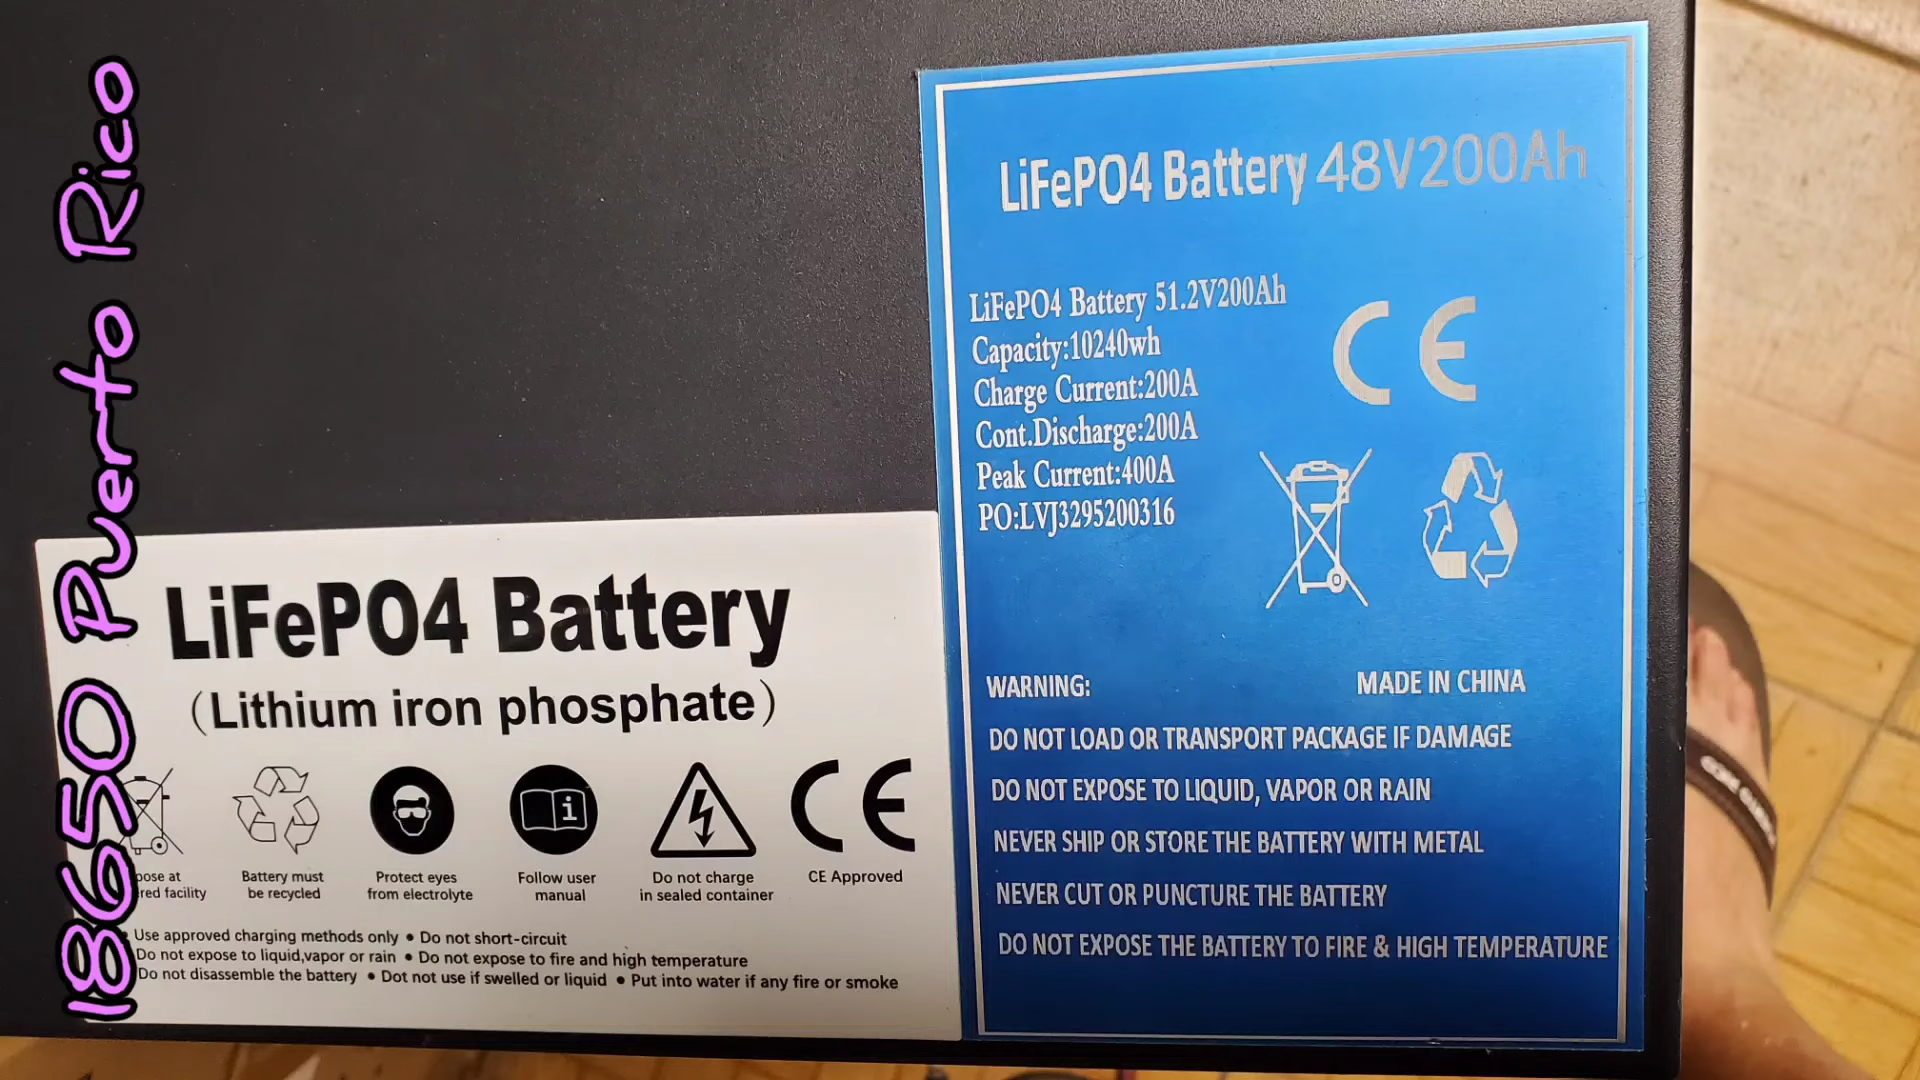 18650 Puerto Rico
LiFePO4 Battery 48V200Ah
LiFePO4 Battery 51.2V200Ah
Capacity:10240wh
Charge Current:200A
Cont.Discharge:200A
Peak Current:400A
PO:LVJ3295200316
CE
WARNING:
MADE IN CHINA
DO NOT LOAD OR TRANSPORT PACKAGE IF DAMAGE
DO NOT EXPOSE TO LIQUID, VAPOR OR RAIN
NEVER SHIP OR STORE THE BATTERY WITH METAL
NEVER CUT OR PUNCTURE THE BATTERY
DO NOT EXPOSE THE BATTERY TO FIRE & HIGH TEMPERATURE
LiFePO4 Battery
(Lithium iron phosphate)
CE
at
facility
Battery must
be recycled
Protect eyes
from electrolyte
Follow user
manual
Do not charge
in sealed container
CE Approved
Use approved charging methods only • Do not short-circuit
Do not expose to liquid,vapor or rain • Do not expose to fire and high temperature
Do not disassemble the battery • Dot not use if swelled or liquid • Put into water if any fire or smoke